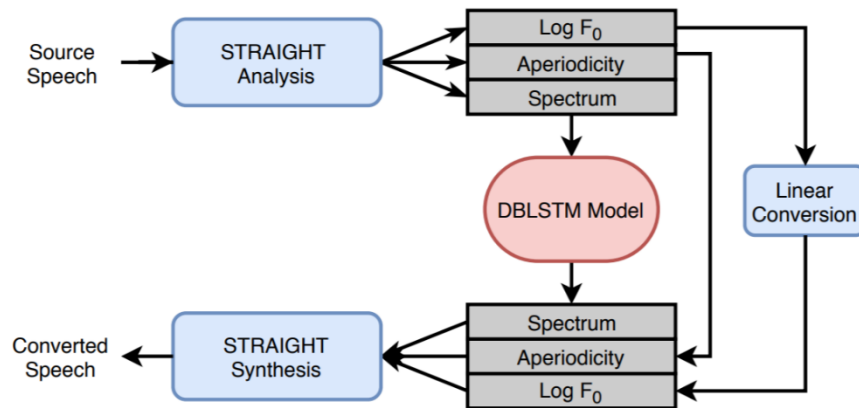 Source
Speech
STRAIGHT
Analysis
Log F₀
Aperiodicity
Spectrum
DBLSTM Model
Linear
Conversion
Spectrum
Aperiodicity
Log F₀
STRAIGHT
Synthesis
Converted
Speech